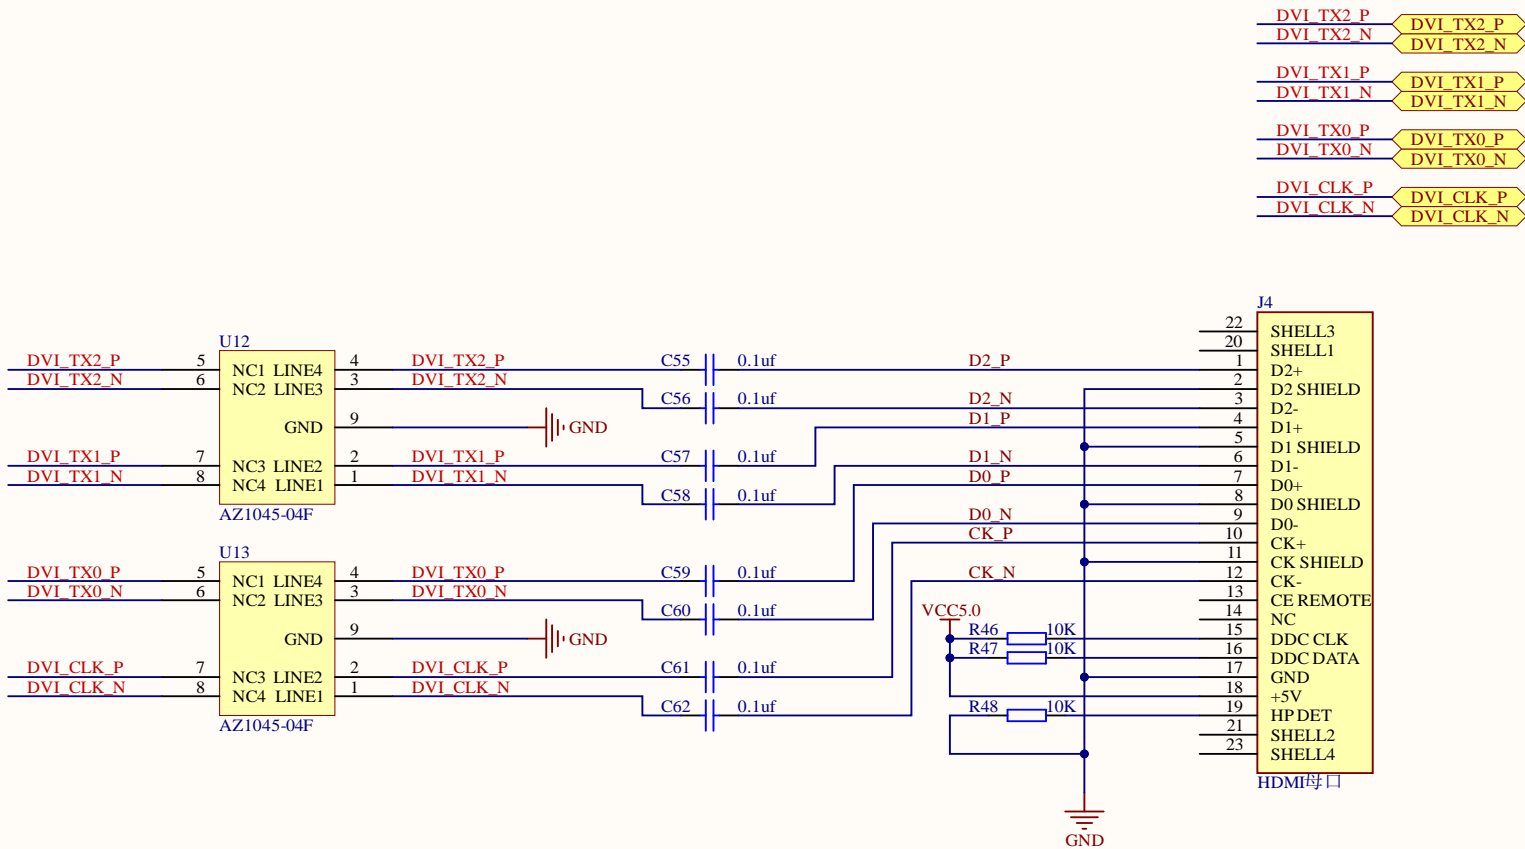 DVI_TX2_P DVI_TX2_P
DVI_TX2_N DVI_TX2_N
DVI_TX1_P DVI_TX1_P
DVI_TX1_N DVI_TX1_N
DVI_TX0_P DVI_TX0_P
DVI_TX0_N DVI_TX0_N
DVI_CLK_P DVI_CLK_P
DVI_CLK_N DVI_CLK_N
U12
DVI_TX2_P 5 NC1 LINE4 4 DVI_TX2_P
DVI_TX2_N 6 NC2 LINE3 3 DVI_TX2_N
GND 9 GND
DVI_TX1_P 7 NC3 LINE2 2 DVI_TX1_P
DVI_TX1_N 8 NC4 LINE1 1 DVI_TX1_N
AZ1045-04F
U13
DVI_TX0_P 5 NC1 LINE4 4 DVI_TX0_P
DVI_TX0_N 6 NC2 LINE3 3 DVI_TX0_N
GND 9 GND
DVI_CLK_P 7 NC3 LINE2 2 DVI_CLK_P
DVI_CLK_N 8 NC4 LINE1 1 DVI_CLK_N
AZ1045-04F
C55 0.1uf
C56 0.1uf
C57 0.1uf
C58 0.1uf
C59 0.1uf
C60 0.1uf
C61 0.1uf
C62 0.1uf
D2_P
D2_N
D1_P
D1_N
D0_P
D0_N
CK_P
CK_N
VCC5.0
R46 10K
R47 10K
R48 10K
GND
J4
22 SHELL3
20 SHELL1
1 D2+
2 D2 SHIELD
3 D2-
4 D1+
5 D1 SHIELD
6 D1-
7 D0+
8 D0 SHIELD
9 D0-
10 CK+
11 CK SHIELD
12 CK-
13 CE REMOTE
14 NC
15 DDC CLK
16 DDC DATA
17 GND
18 +5V
19 HP DET
21 SHELL2
23 SHELL4
HDMI母口